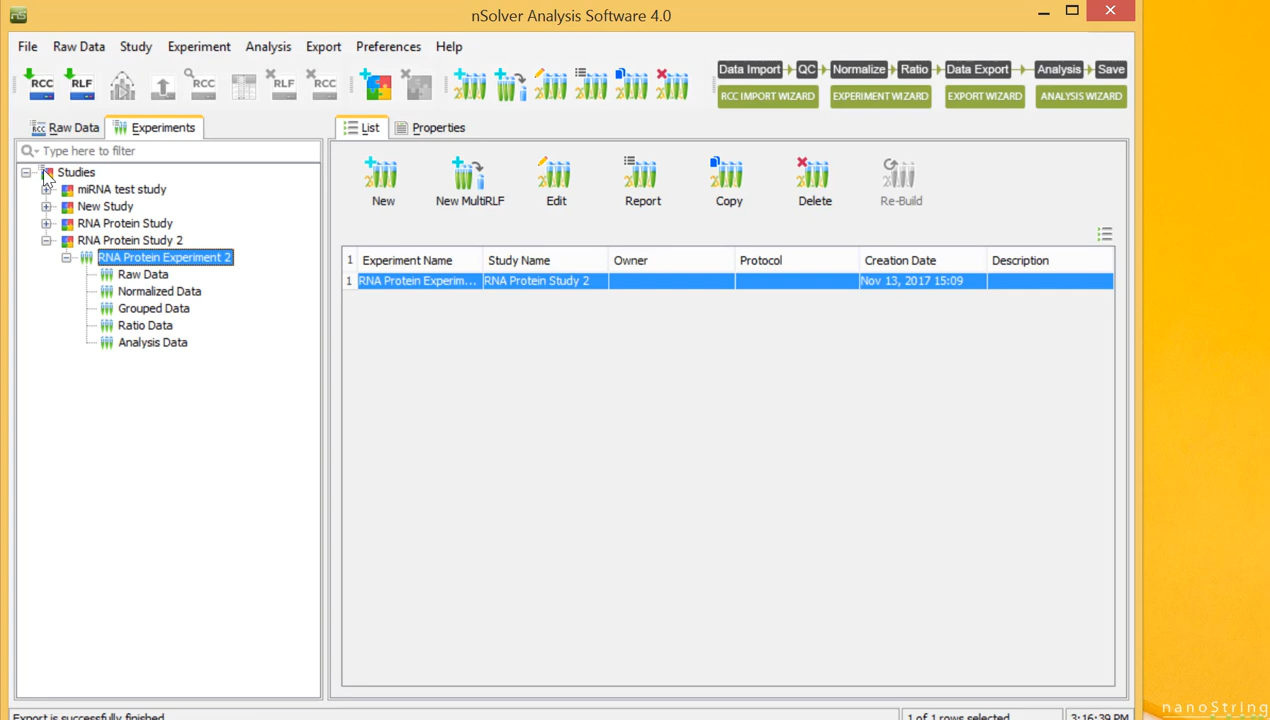 nSolver Analysis Software 4.0
File Raw Data Study Experiment Analysis Export Preferences Help
RCC RLF RCC RLF RCC
Data Import QC Normalize Ratio Data Export Analysis Save
RCC IMPORT WIZARD EXPERIMENT WIZARD EXPORT WIZARD ANALYSIS WIZARD
Raw Data Experiments List Properties
Type here to filter
Studies
miRNA test study
New Study
RNA Protein Study
RNA Protein Study 2
RNA Protein Experiment 2
Raw Data
Normalized Data
Grouped Data
Ratio Data
Analysis Data
New New MultiRLF Edit Report Copy Delete Re-Build
1 Experiment Name Study Name Owner Protocol Creation Date Description
1 RNA Protein Experim... RNA Protein Study 2 Nov 13, 2017 15:09
Export is successfully finished 1 of 1 rows selected 3:16:39 PM
nanoString